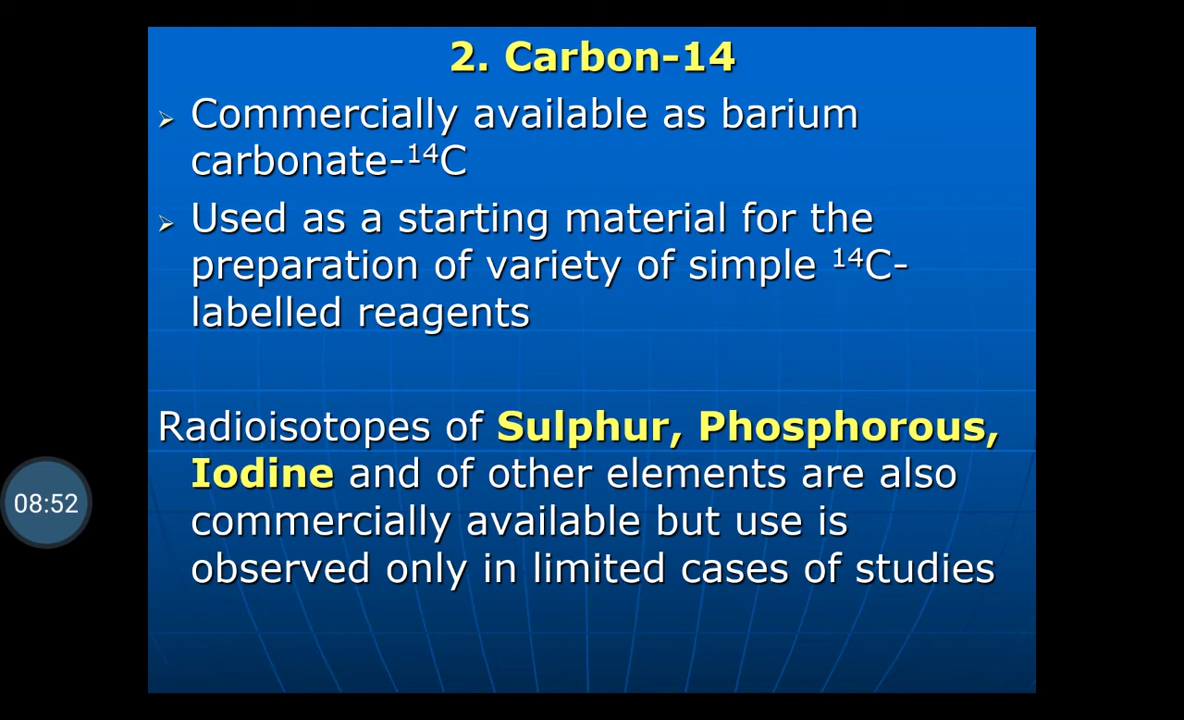 2. Carbon-14
➢ Commercially available as barium
carbonate-¹⁴C
➢ Used as a starting material for the
preparation of variety of simple ¹⁴C-
labelled reagents
Radioisotopes of Sulphur, Phosphorous,
Iodine and of other elements are also
commercially available but use is
observed only in limited cases of studies
08:52